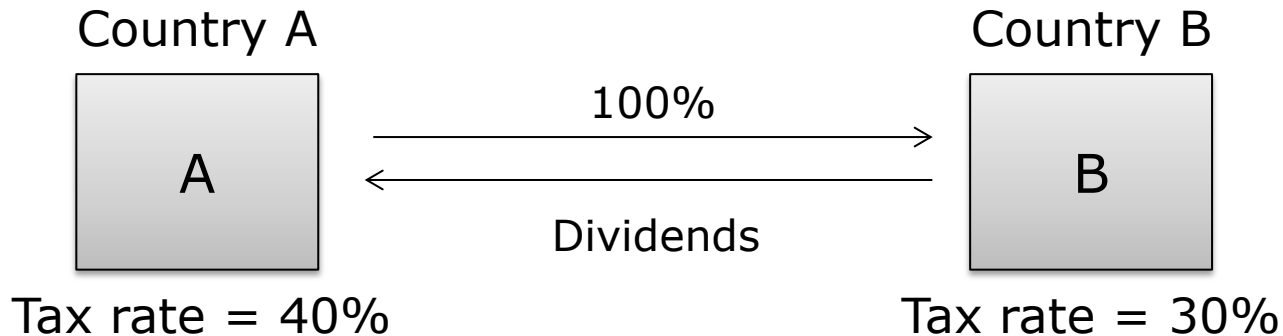 Country A
Country B
100%
A
B
Dividends
Tax rate = 40%
Tax rate = 30%